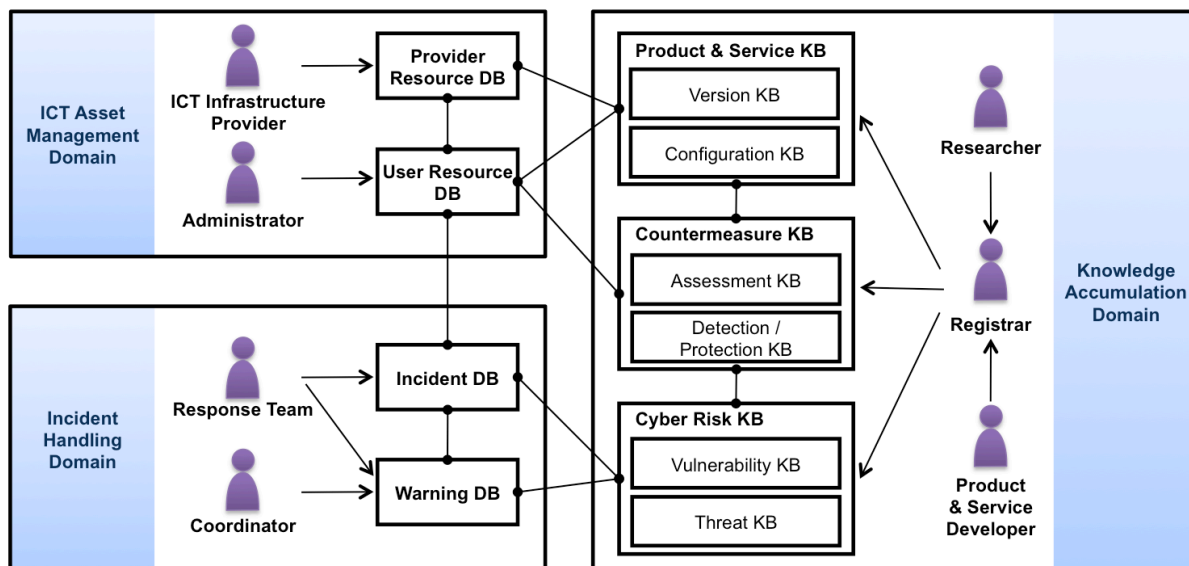 ICT Asset
Management
Domain
ICT Infrastructure
Provider
Administrator
Provider
Resource DB
User Resource
DB
Incident
Handling
Domain
Response Team
Coordinator
Incident DB
Warning DB
Product & Service KB
Version KB
Configuration KB
Countermeasure KB
Assessment KB
Detection /
Protection KB
Cyber Risk KB
Vulnerability KB
Threat KB
Researcher
Registrar
Product
& Service
Developer
Knowledge
Accumulation
Domain